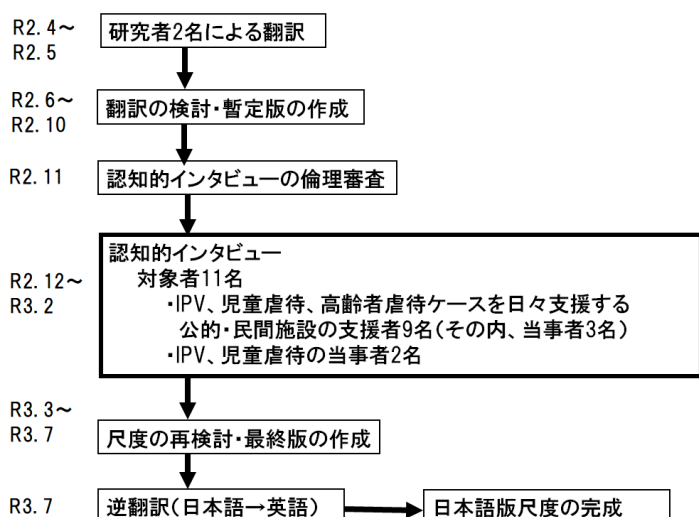 R2.4～
R2.5
研究者2名による翻訳
R2.6～
R2.10
翻訳の検討・暫定版の作成
R2.11
認知的インタビューの倫理審査
R2.12～
R3.2
認知的インタビュー
対象者11名
・IPV、児童虐待、高齢者虐待ケースを日々支援する
公的・民間施設の支援者9名（その内、当事者3名）
・IPV、児童虐待の当事者2名
R3.3～
R3.7
尺度の再検討・最終版の作成
R3.7
逆翻訳（日本語→英語）
日本語版尺度の完成